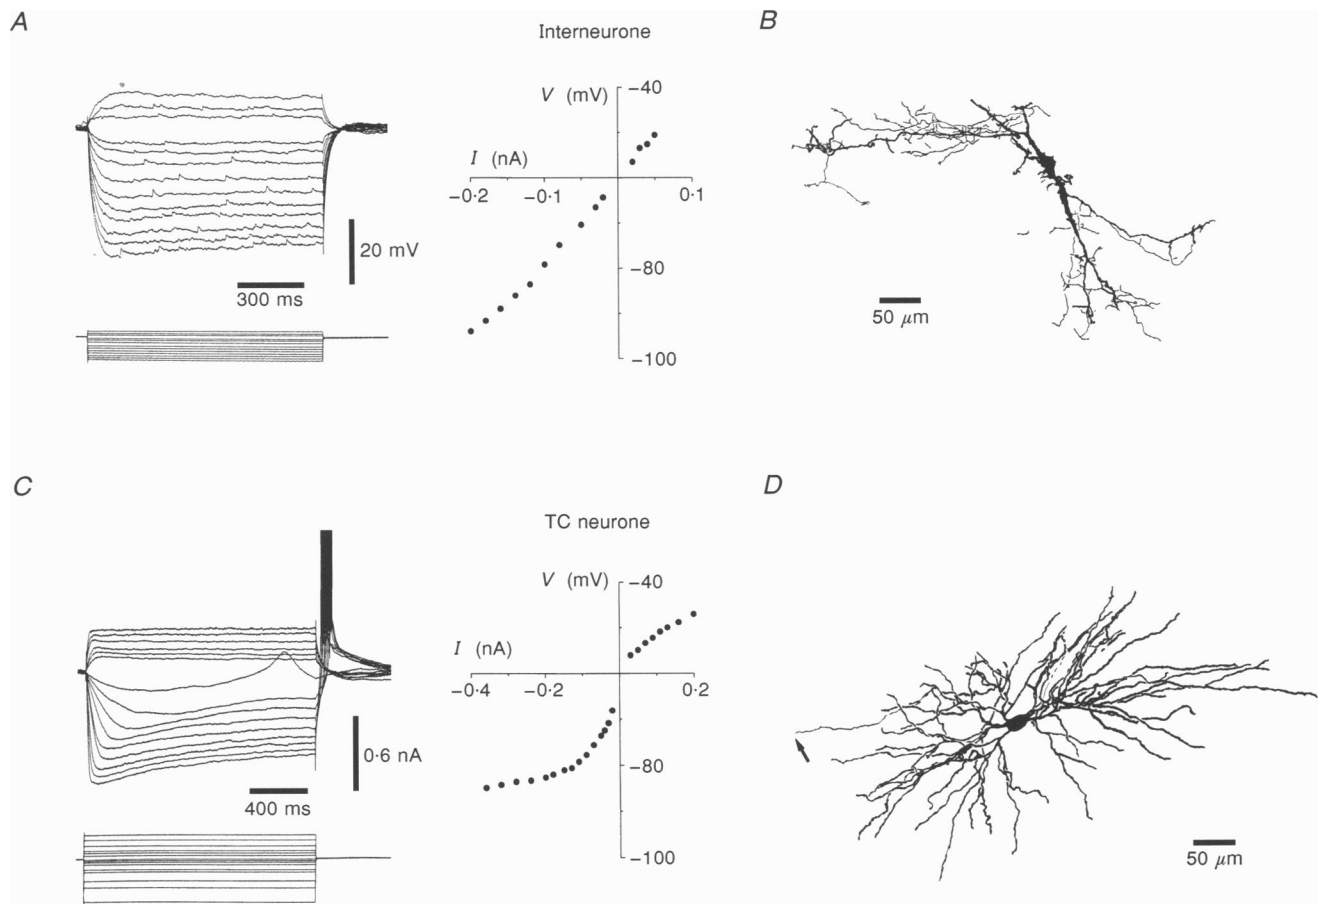 A
Interneurone
V (mV)
−40
I (nA)
−0·2
−0·1
0·1
−80
−100
20 mV
300 ms
B
50 μm
C
TC neurone
V (mV)
−40
I (nA)
−0·4
−0·2
0·2
−80
−100
0·6 nA
400 ms
D
50 μm